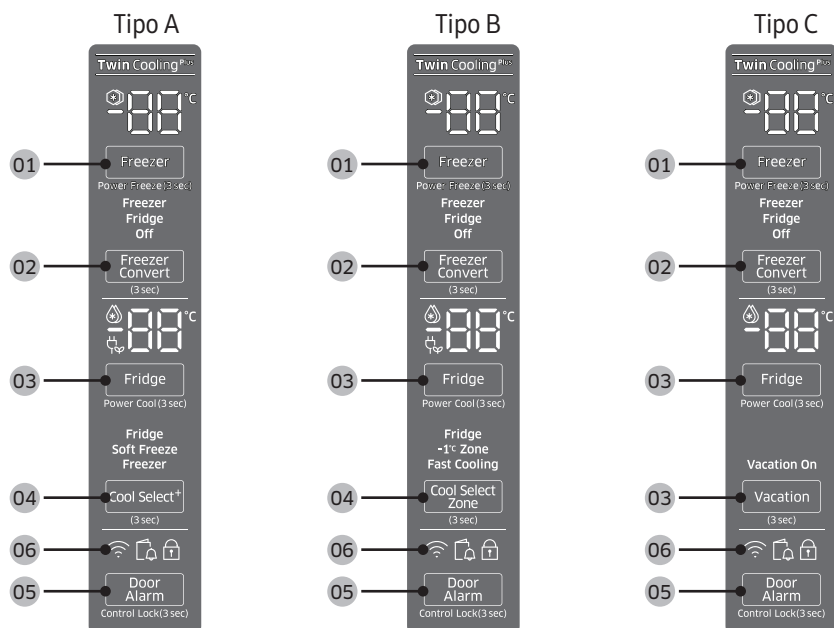 Tipo A
Twin Cooling Plus
-88 °C
01
Freezer
Power Freeze (3 sec)
Freezer
Fridge
Off
02
Freezer
Convert
(3 sec)
-88 °C
03
Fridge
Power Cool (3 sec)
Fridge
Soft Freeze
Freezer
04
Cool Select+
(3 sec)
06
05
Door
Alarm
Control Lock(3 sec)
Tipo B
Twin Cooling Plus
-88 °C
01
Freezer
Power Freeze (3 sec)
Freezer
Fridge
Off
02
Freezer
Convert
(3 sec)
-88 °C
03
Fridge
Power Cool (3 sec)
Fridge
-1°C Zone
Fast Cooling
04
Cool Select
Zone
(3 sec)
06
05
Door
Alarm
Control Lock(3 sec)
Tipo C
Twin Cooling Plus
-88 °C
01
Freezer
Power Freeze (3 sec)
Freezer
Fridge
Off
02
Freezer
Convert
(3 sec)
-88 °C
03
Fridge
Power Cool (3 sec)
Vacation On
03
Vacation
(3 sec)
06
05
Door
Alarm
Control Lock(3 sec)